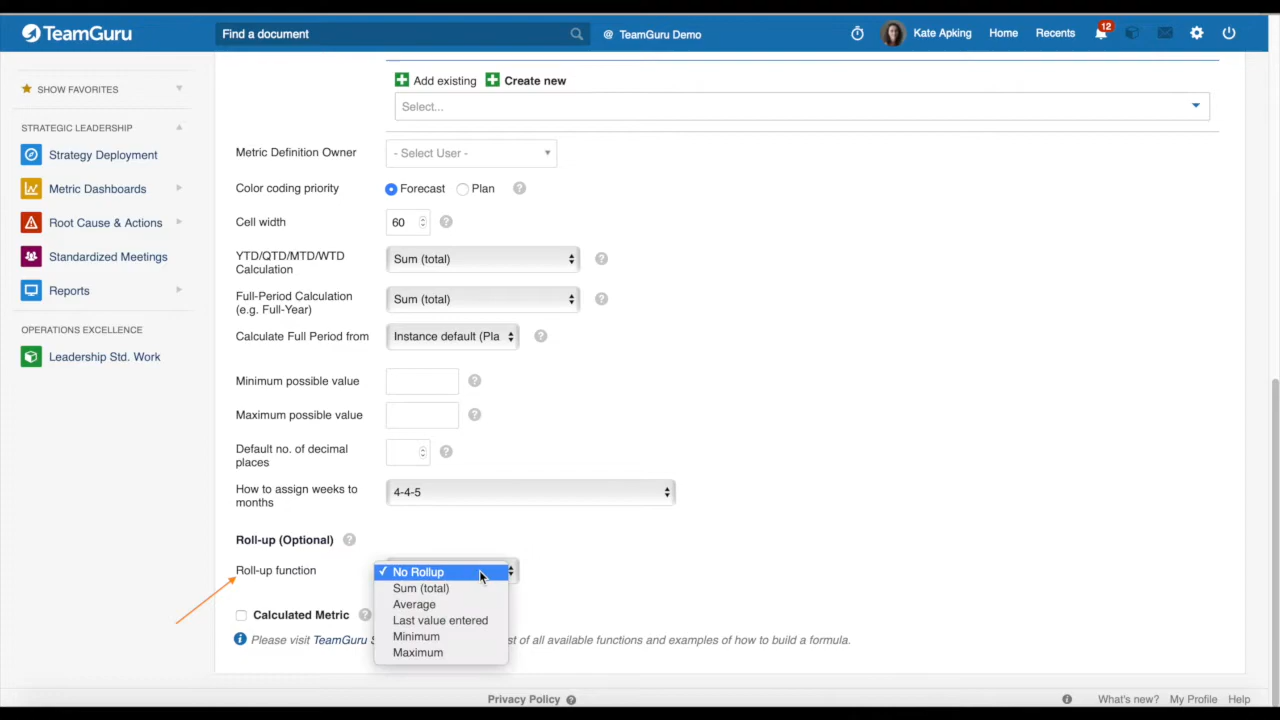 TeamGuru
Find a document
@ TeamGuru Demo
Kate Apking
Home
Recents
12
SHOW FAVORITES
STRATEGIC LEADERSHIP
Strategy Deployment
Metric Dashboards
Root Cause & Actions
Standardized Meetings
Reports
OPERATIONS EXCELLENCE
Leadership Std. Work
Add existing
Create new
Select...
Metric Definition Owner
- Select User -
Color coding priority
Forecast
Plan
?
Cell width
60
?
YTD/QTD/MTD/WTD
Calculation
Sum (total)
?
Full-Period Calculation
(e.g. Full-Year)
Sum (total)
?
Calculate Full Period from
Instance default (Pla
?
Minimum possible value
?
Maximum possible value
?
Default no. of decimal
places
?
How to assign weeks to
months
4-4-5
Roll-up (Optional)
?
Roll-up function
✓ No Rollup
Sum (total)
Average
Last value entered
Minimum
Maximum
Calculated Metric
?
i Please visit TeamGuru S
st of all available functions and examples of how to build a formula.
Privacy Policy ?
i
What's new?
My Profile
Help